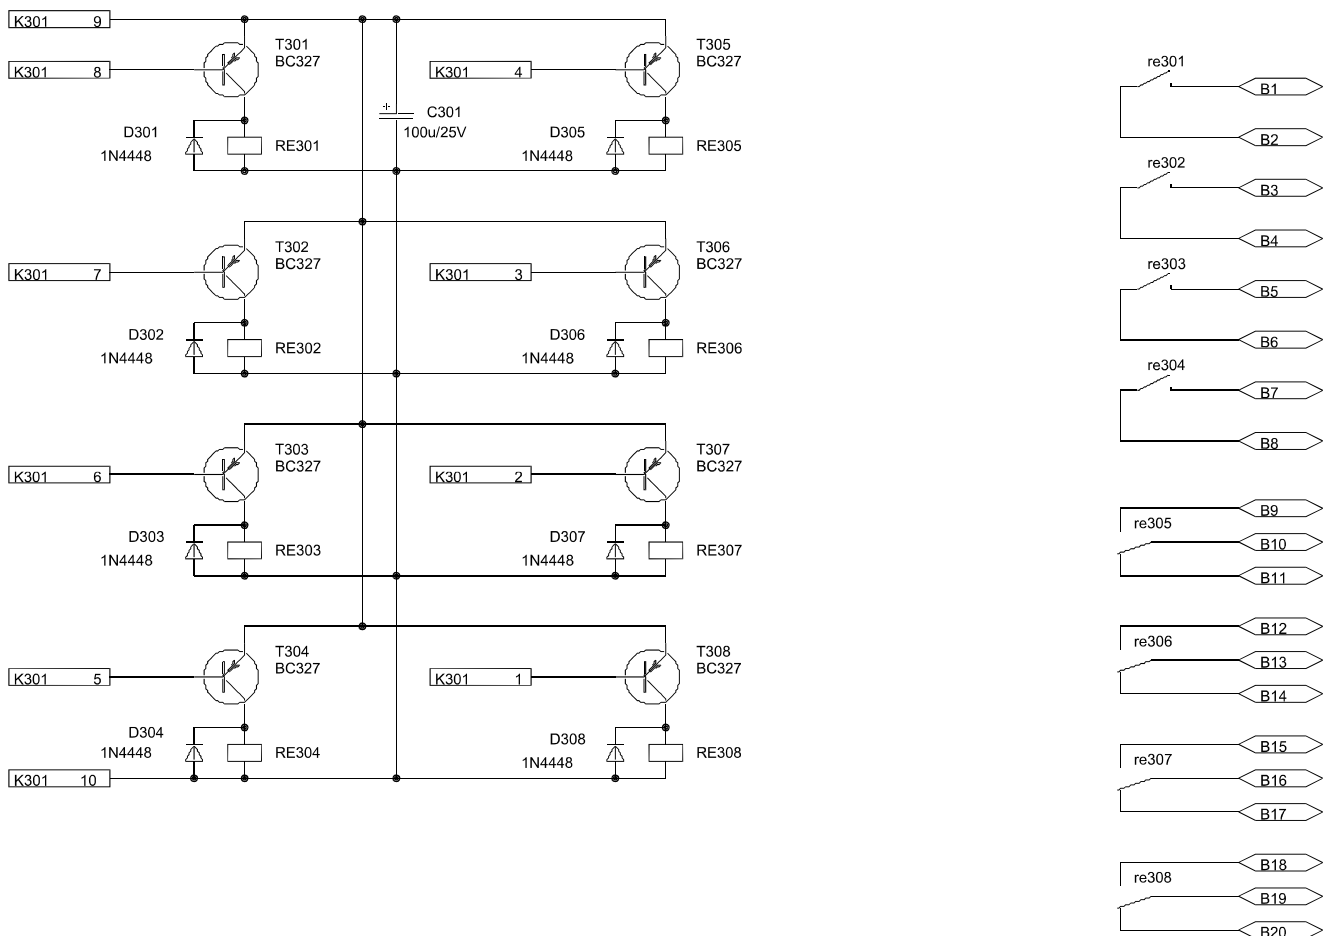 K301 9
T301
BC327
K301 8
D301
1N4448
RE301
+
C301
100u/25V
T305
BC327
K301 4
D305
1N4448
RE305
T302
BC327
K301 7
D302
1N4448
RE302
T306
BC327
K301 3
D306
1N4448
RE306
T303
BC327
K301 6
D303
1N4448
RE303
T307
BC327
K301 2
D307
1N4448
RE307
T304
BC327
K301 5
D304
1N4448
RE304
K301 10
T308
BC327
K301 1
D308
1N4448
RE308
re301
B1
B2
re302
B3
B4
re303
B5
B6
re304
B7
B8
B9
re305
B10
B11
B12
re306
B13
B14
B15
re307
B16
B17
B18
re308
B19
B20